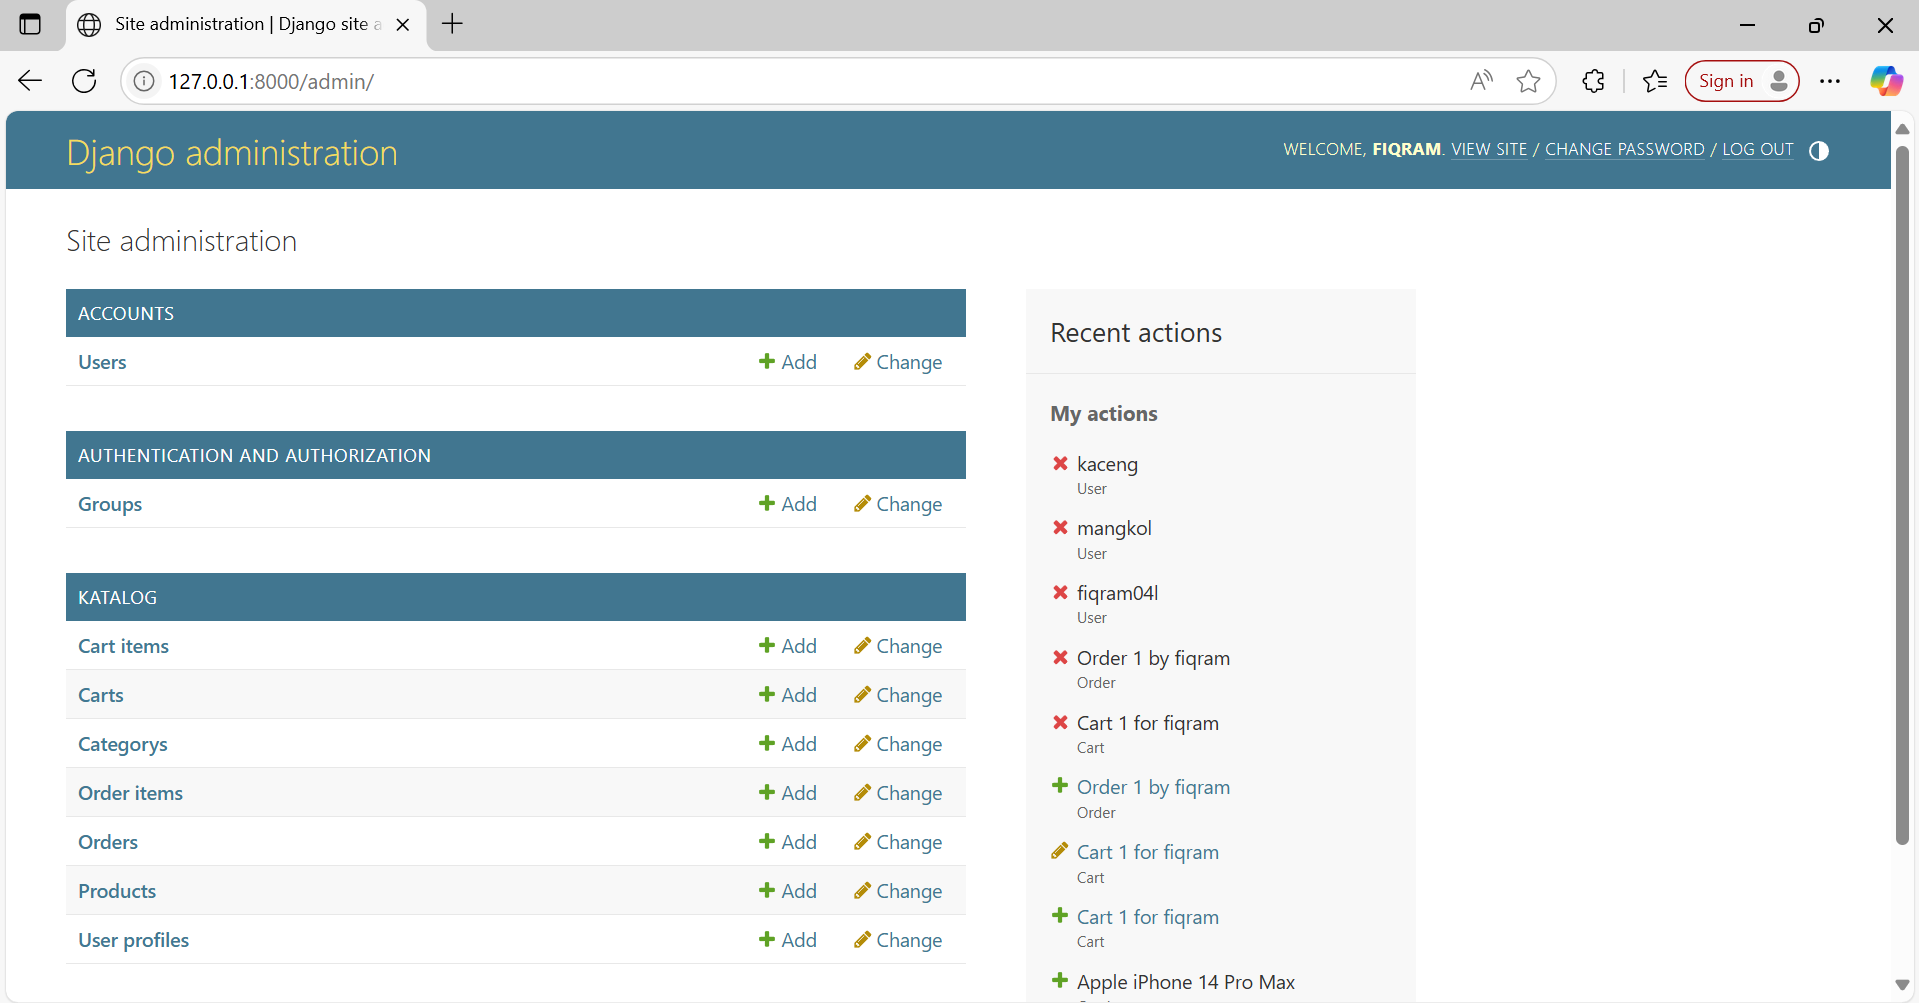 Site administration | Django site a
127.0.0.1:8000/admin/
Sign in
Django administration
WELCOME, FIQRAM. VIEW SITE / CHANGE PASSWORD / LOG OUT
Site administration
ACCOUNTS
Users Add Change
AUTHENTICATION AND AUTHORIZATION
Groups Add Change
KATALOG
Cart items Add Change
Carts Add Change
Categorys Add Change
Order items Add Change
Orders Add Change
Products Add Change
User profiles Add Change
Recent actions
My actions
kaceng
User
mangkol
User
fiqram04l
User
Order 1 by fiqram
Order
Cart 1 for fiqram
Cart
Order 1 by fiqram
Order
Cart 1 for fiqram
Cart
Cart 1 for fiqram
Cart
Apple iPhone 14 Pro Max